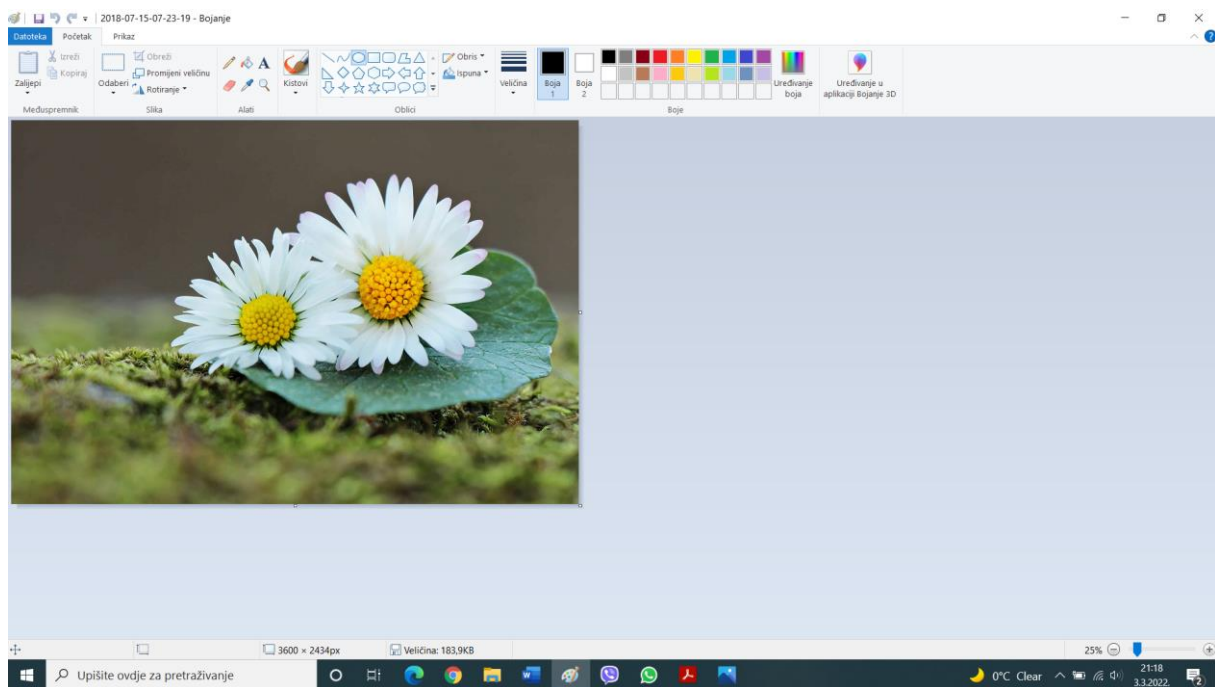 2018-07-15-07-23-19 - Bojanje
Datoteka Početak Prikaz
Zalijepi
Izreži
Kopiraj
Međuspremnik
Odaberi
Obreži
Promijeni veličinu
Rotiranje
Slika
A
Alati
Kistovi
Obris
Ispuna
Oblici
Veličina
Boja
1
Boja
2
Uređivanje
boja
Boje
Uređivanje u
aplikaciji Bojanje 3D
3600 × 2434px
Veličina: 183,9KB
25%
Upišite ovdje za pretraživanje
0°C Clear
21:18
3.3.2022.
2